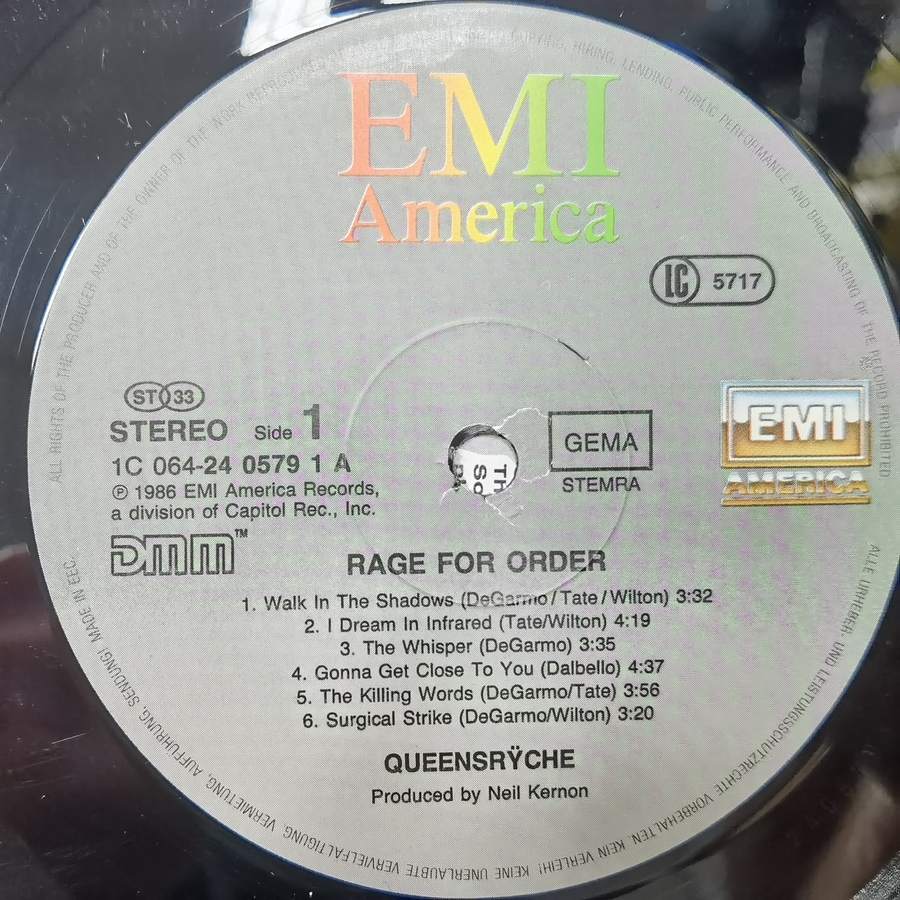 EMI
America
LC 5717
ST 33
STEREO Side 1
1C 064-24 0579 1 A
℗ 1986 EMI America Records,
a division of Capitol Rec., Inc.
DMM™
GEMA
STEMRA
EMI
AMERICA
RAGE FOR ORDER
1. Walk In The Shadows (DeGarmo/Tate/Wilton) 3:32
2. I Dream In Infrared (Tate/Wilton) 4:19
3. The Whisper (DeGarmo) 3:35
4. Gonna Get Close To You (Dalbello) 4:37
5. The Killing Words (DeGarmo/Tate) 3:56
6. Surgical Strike (DeGarmo/Wilton) 3:20
QUEENSRŸCHE
Produced by Neil Kernon
ALL RIGHTS OF THE PRODUCER AND OF THE OWNER OF THE WORK REPRODUCED HIRING, LENDING, PUBLIC PERFORMANCE AND BROADCASTING OF THE RECORD PROHIBITED
ALLE URHEBER- UND LEISTUNGSSCHUTZRECHTE VORBEHALTEN. KEIN VERLEIH! KEINE UNERLAUBTE VERVIELFÄLTIGUNG, VERMIETUNG, AUFFÜHRUNG, SENDUNG! MADE IN EEC.